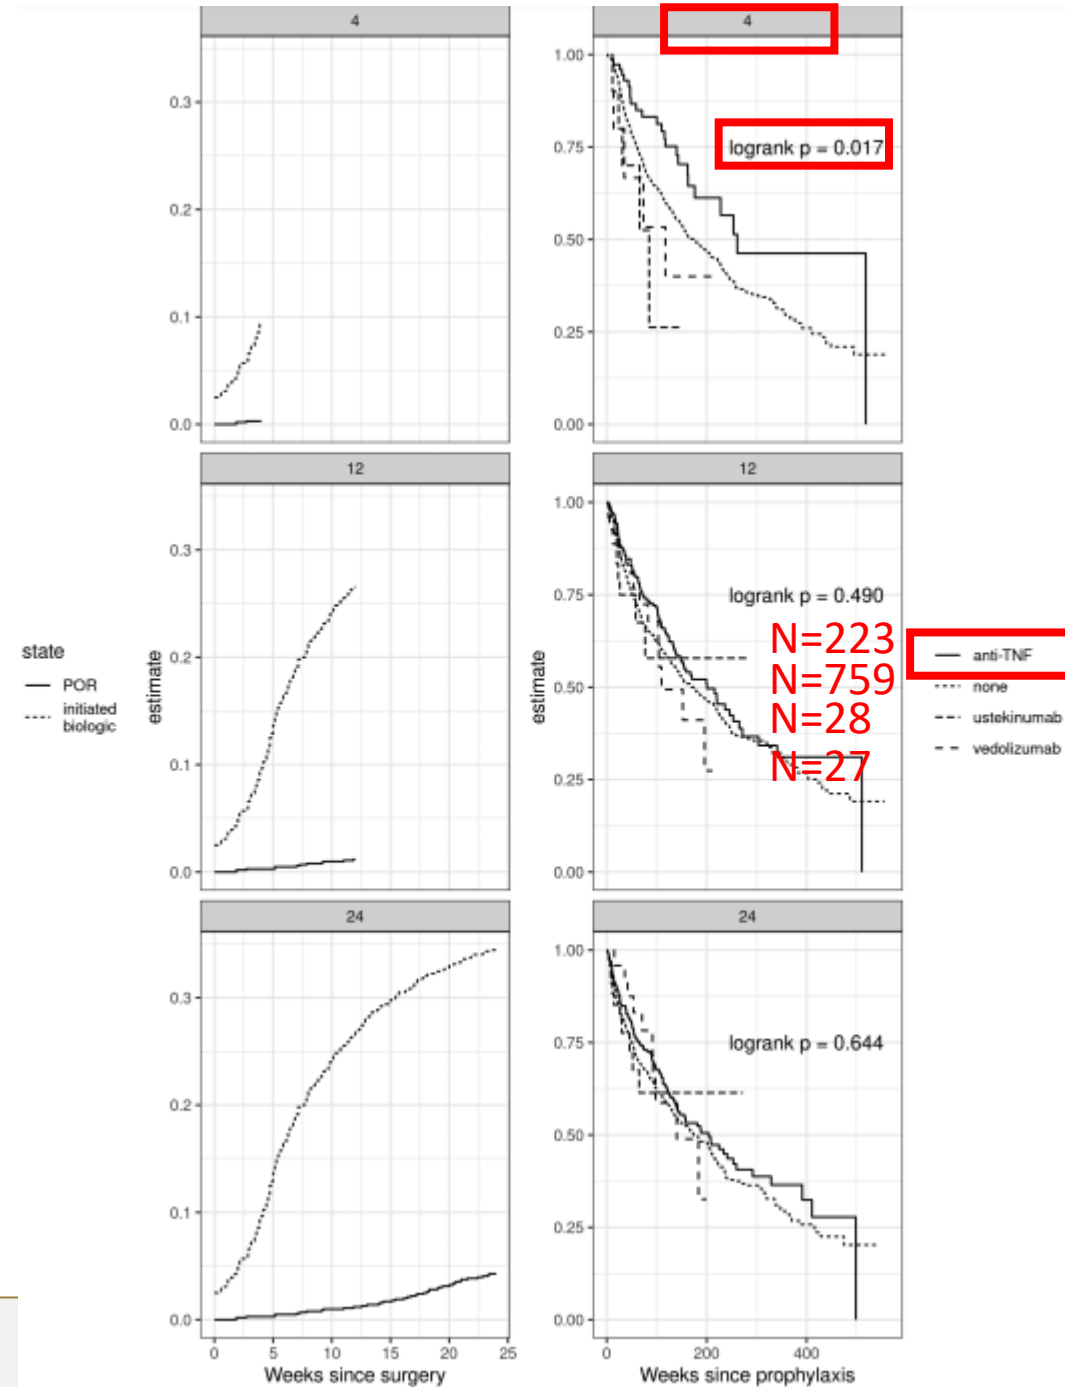 4
0.3
0.2
0.1
0.0
4
1.00
0.75
0.50
0.25
0.00
logrank p = 0.017
12
0.3
0.2
0.1
0.0
estimate
12
1.00
0.75
0.50
0.25
0.00
estimate
logrank p = 0.490
N=223
N=759
N=28
N=27
state
POR
initiated
biologic
anti-TNF
none
ustekinumab
vedolizumab
24
0.3
0.2
0.1
0.0
0 5 10 15 20 25
Weeks since surgery
24
1.00
0.75
0.50
0.25
0.00
logrank p = 0.644
0 200 400
Weeks since prophylaxis